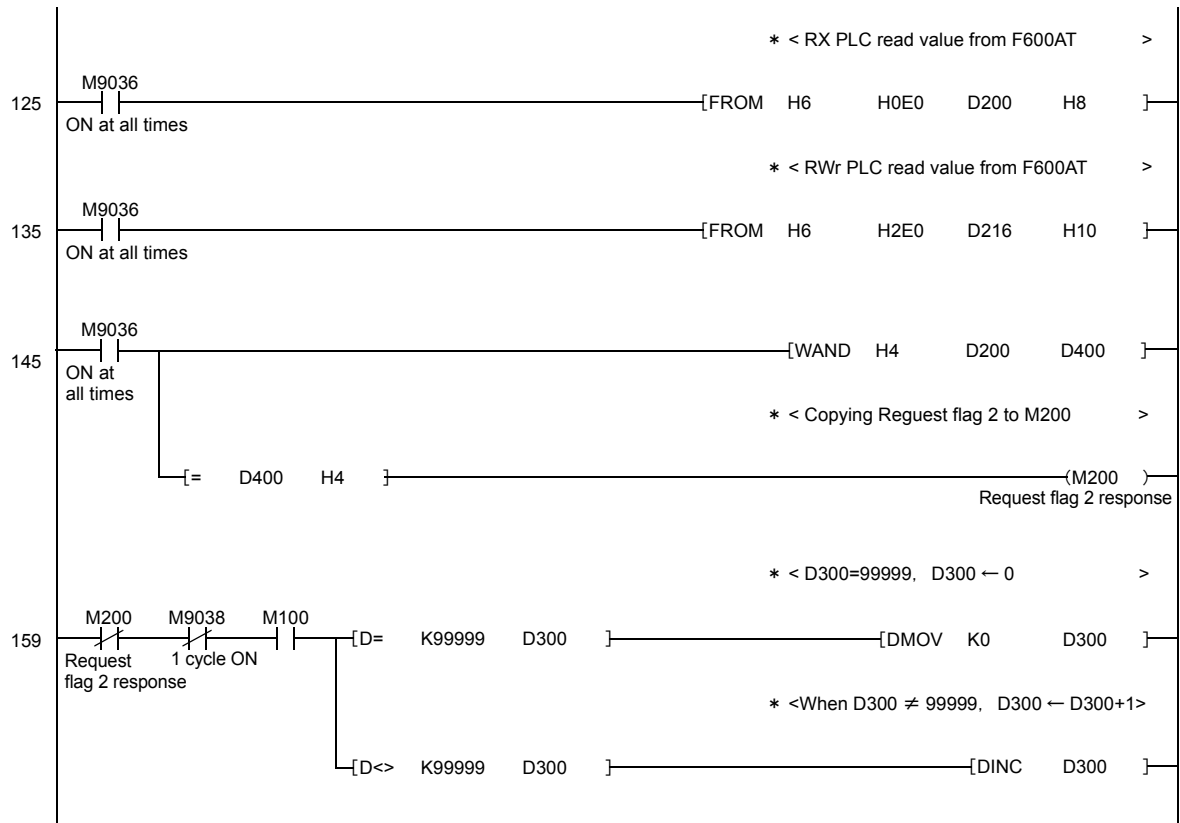 * < RX PLC read value from F600AT >
M9036
125 [FROM H6 H0E0 D200 H8 ]
ON at all times
* < RWr PLC read value from F600AT >
M9036
135 [FROM H6 H2E0 D216 H10 ]
ON at all times
M9036
145 [WAND H4 D200 D400 ]
ON at
all times
* < Copying Reguest flag 2 to M200 >
[= D400 H4 ] (M200 )
Request flag 2 response
* < D300=99999, D300 ← 0 >
M200 M9038 M100
159 [D= K99999 D300 ] [DMOV K0 D300 ]
Request 1 cycle ON
flag 2 response
* <When D300 ≠ 99999, D300 ← D300+1>
[D<> K99999 D300 ] [DINC D300 ]